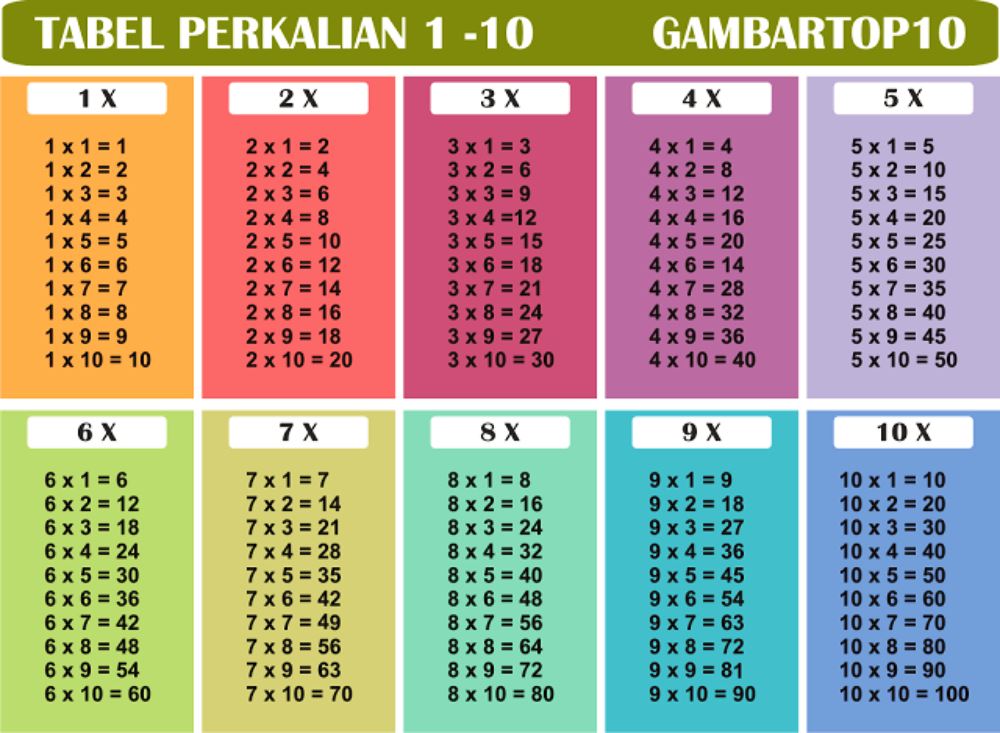 TABEL PERKALIAN 1 -10 GAMBARTOP10
1 X
1 x 1 = 1
1 x 2 = 2
1 x 3 = 3
1 x 4 = 4
1 x 5 = 5
1 x 6 = 6
1 x 7 = 7
1 x 8 = 8
1 x 9 = 9
1 x 10 = 10
2 X
2 x 1 = 2
2 x 2 = 4
2 x 3 = 6
2 x 4 = 8
2 x 5 = 10
2 x 6 = 12
2 x 7 = 14
2 x 8 = 16
2 x 9 = 18
2 x 10 = 20
3 X
3 x 1 = 3
3 x 2 = 6
3 x 3 = 9
3 x 4 =12
3 x 5 = 15
3 x 6 = 18
3 x 7 = 21
3 x 8 = 24
3 x 9 = 27
3 x 10 = 30
4 X
4 x 1 = 4
4 x 2 = 8
4 x 3 = 12
4 x 4 = 16
4 x 5 = 20
4 x 6 = 14
4 x 7 = 28
4 x 8 = 32
4 x 9 = 36
4 x 10 = 40
5 X
5 x 1 = 5
5 x 2 = 10
5 x 3 = 15
5 x 4 = 20
5 x 5 = 25
5 x 6 = 30
5 x 7 = 35
5 x 8 = 40
5 x 9 = 45
5 x 10 = 50
6 X
6 x 1 = 6
6 x 2 = 12
6 x 3 = 18
6 x 4 = 24
6 x 5 = 30
6 x 6 = 36
6 x 7 = 42
6 x 8 = 48
6 x 9 = 54
6 x 10 = 60
7 X
7 x 1 = 7
7 x 2 = 14
7 x 3 = 21
7 x 4 = 28
7 x 5 = 35
7 x 6 = 42
7 x 7 = 49
7 x 8 = 56
7 x 9 = 63
7 x 10 = 70
8 X
8 x 1 = 8
8 x 2 = 16
8 x 3 = 24
8 x 4 = 32
8 x 5 = 40
8 x 6 = 48
8 x 7 = 56
8 x 8 = 64
8 x 9 = 72
8 x 10 = 80
9 X
9 x 1 = 9
9 x 2 = 18
9 x 3 = 27
9 x 4 = 36
9 x 5 = 45
9 x 6 = 54
9 x 7 = 63
9 x 8 = 72
9 x 9 = 81
9 x 10 = 90
10 X
10 x 1 = 10
10 x 2 = 20
10 x 3 = 30
10 x 4 = 40
10 x 5 = 50
10 x 6 = 60
10 x 7 = 70
10 x 8 = 80
10 x 9 = 90
10 x 10 = 100